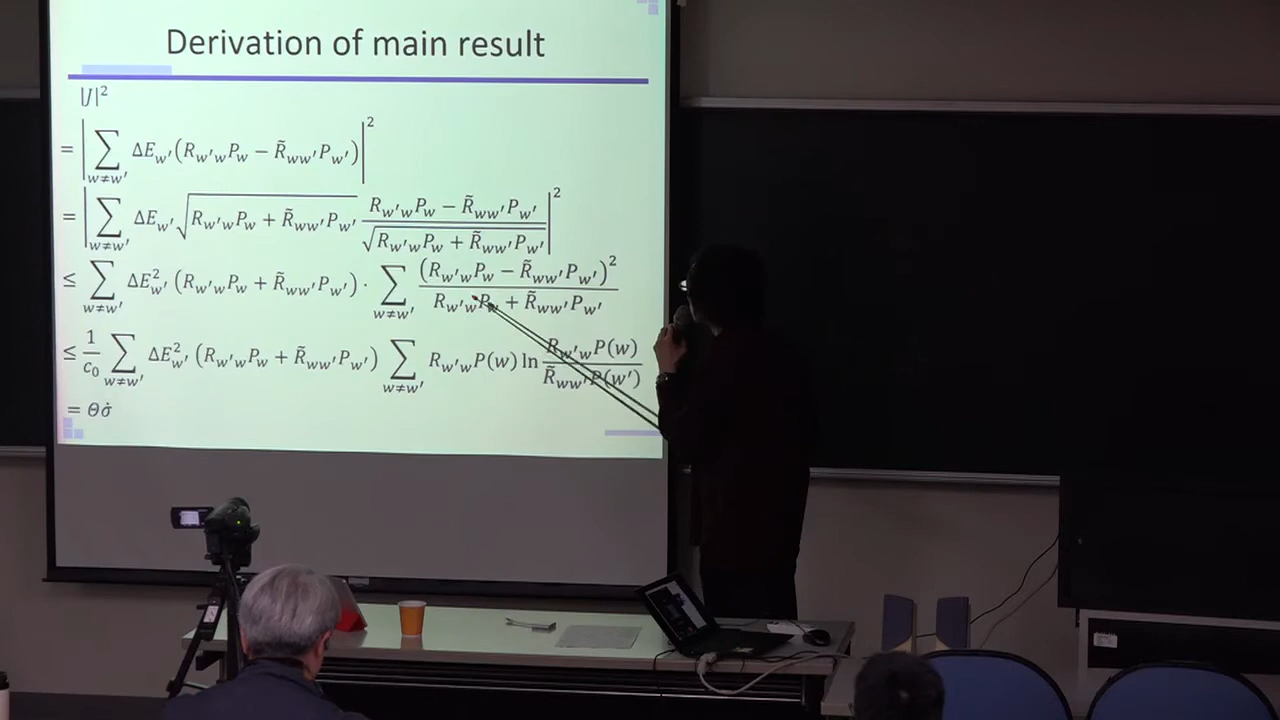 Derivation of main result
|J|²
= |∑_{w≠w′} ΔE_{w′}(R_{w′w}P_w − R̃_{ww′}P_{w′})|²
= |∑_{w≠w′} ΔE_{w′}√(R_{w′w}P_w + R̃_{ww′}P_{w′}) (R_{w′w}P_w − R̃_{ww′}P_{w′})/√(R_{w′w}P_w + R̃_{ww′}P_{w′})|²
≤ ∑_{w≠w′} ΔE²_{w′} (R_{w′w}P_w + R̃_{ww′}P_{w′}) · ∑_{w≠w′} (R_{w′w}P_w − R̃_{ww′}P_{w′})²/(R_{w′w}P_w + R̃_{ww′}P_{w′})
≤ 1/c₀ ∑_{w≠w′} ΔE²_{w′} (R_{w′w}P_w + R̃_{ww′}P_{w′}) ∑_{w≠w′} R_{w′w}P(w) ln (R_{w′w}P(w))/(R̃_{ww′}P(w′))
= Θσ̇